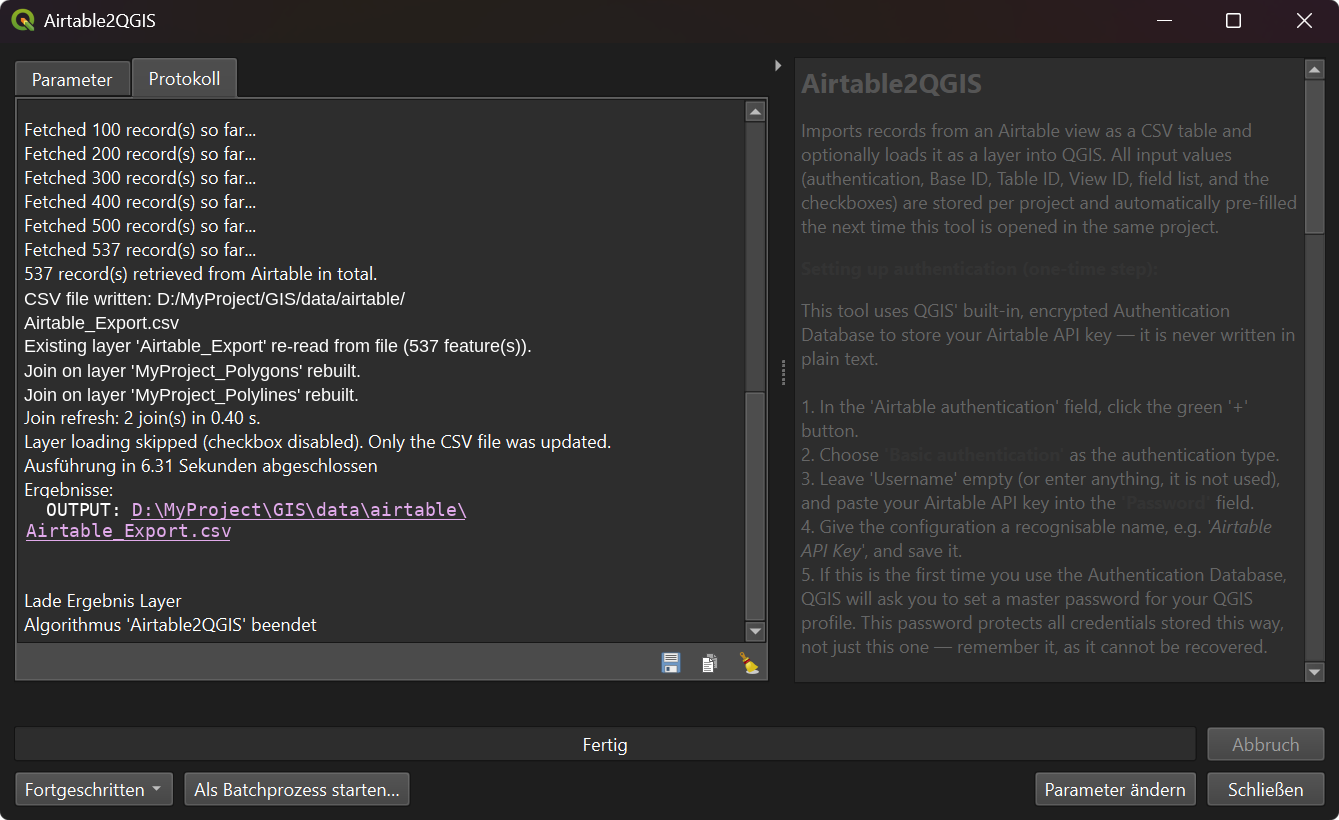 Airtable2QGIS
Parameter
Protokoll
Fetched 100 record(s) so far...
Fetched 200 record(s) so far...
Fetched 300 record(s) so far...
Fetched 400 record(s) so far...
Fetched 500 record(s) so far...
Fetched 537 record(s) so far...
537 record(s) retrieved from Airtable in total.
CSV file written: D:/MyProject/GIS/data/airtable/
Airtable_Export.csv
Existing layer 'Airtable_Export' re-read from file (537 feature(s)).
Join on layer 'MyProject_Polygons' rebuilt.
Join on layer 'MyProject_Polylines' rebuilt.
Join refresh: 2 join(s) in 0.40 s.
Layer loading skipped (checkbox disabled). Only the CSV file was updated.
Ausführung in 6.31 Sekunden abgeschlossen
Ergebnisse:
OUTPUT: D:\MyProject\GIS\data\airtable\
Airtable_Export.csv
Lade Ergebnis Layer
Algorithmus 'Airtable2QGIS' beendet
Airtable2QGIS
Imports records from an Airtable view as a CSV table and
optionally loads it as a layer into QGIS. All input values
(authentication, Base ID, Table ID, View ID, field list, and the
checkboxes) are stored per project and automatically pre-filled
the next time this tool is opened in the same project.
Setting up authentication (one-time step):
This tool uses QGIS' built-in, encrypted Authentication
Database to store your Airtable API key — it is never written in
plain text.
1. In the 'Airtable authentication' field, click the green '+'
button.
2. Choose 'Basic authentication' as the authentication type.
3. Leave 'Username' empty (or enter anything, it is not used),
and paste your Airtable API key into the 'Password' field.
4. Give the configuration a recognisable name, e.g. 'Airtable
API Key', and save it.
5. If this is the first time you use the Authentication Database,
QGIS will ask you to set a master password for your QGIS
profile. This password protects all credentials stored this way,
not just this one — remember it, as it cannot be recovered.
Fertig
Abbruch
Fortgeschritten
Als Batchprozess starten...
Parameter ändern
Schließen